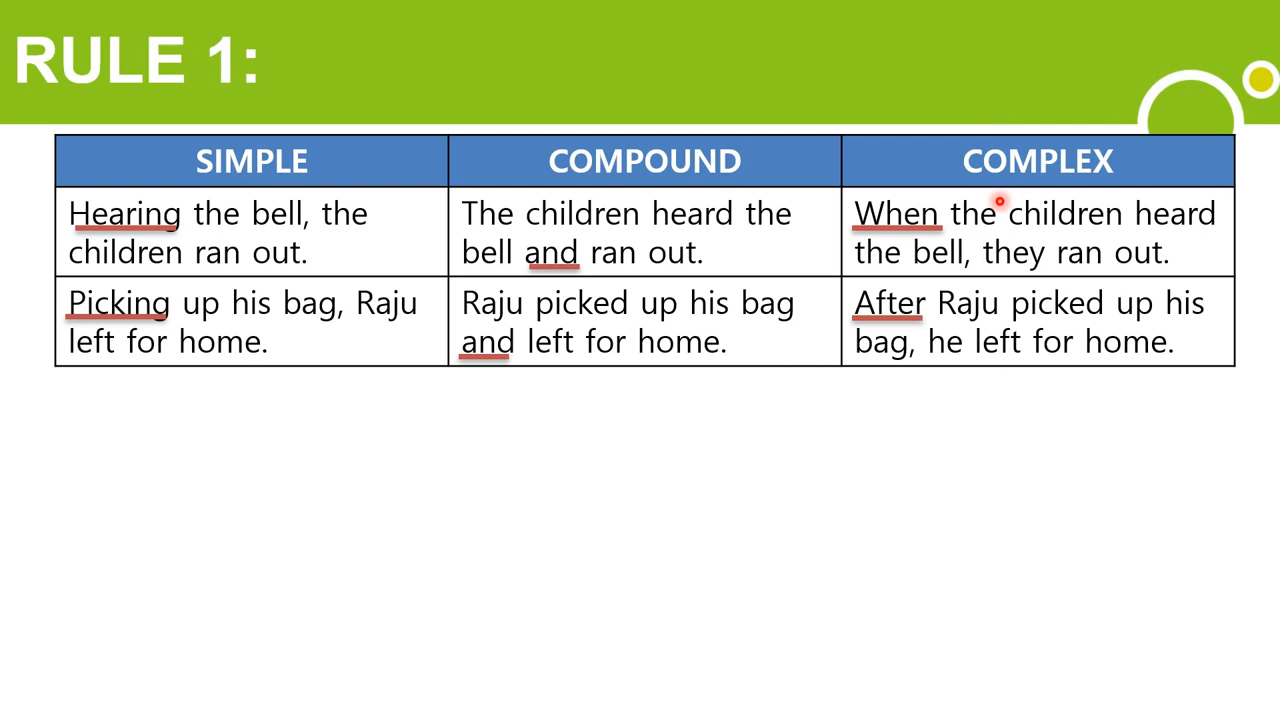 RULE 1:
SIMPLE
COMPOUND
COMPLEX
Hearing the bell, the
children ran out.
The children heard the
bell and ran out.
When the children heard
the bell, they ran out.
Picking up his bag, Raju
left for home.
Raju picked up his bag
and left for home.
After Raju picked up his
bag, he left for home.